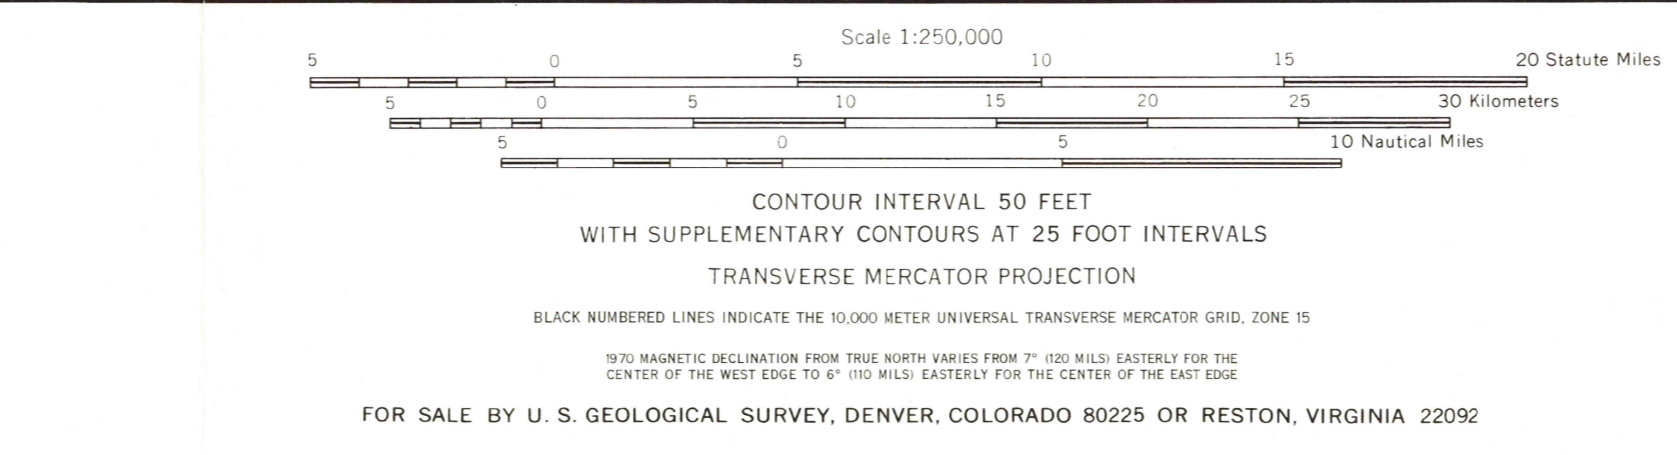 Scale 1:250,000
5 0 5 10 15 20 Statute Miles
5 0 5 10 15 20 25 30 Kilometers
5 0 5 10 Nautical Miles
CONTOUR INTERVAL 50 FEET
WITH SUPPLEMENTARY CONTOURS AT 25 FOOT INTERVALS
TRANSVERSE MERCATOR PROJECTION
BLACK NUMBERED LINES INDICATE THE 10,000 METER UNIVERSAL TRANSVERSE MERCATOR GRID, ZONE 15
1970 MAGNETIC DECLINATION FROM TRUE NORTH VARIES FROM 7° (120 MILS) EASTERLY FOR THE
CENTER OF THE WEST EDGE TO 6° (110 MILS) EASTERLY FOR THE CENTER OF THE EAST EDGE
FOR SALE BY U. S. GEOLOGICAL SURVEY, DENVER, COLORADO 80225 OR RESTON, VIRGINIA 22092